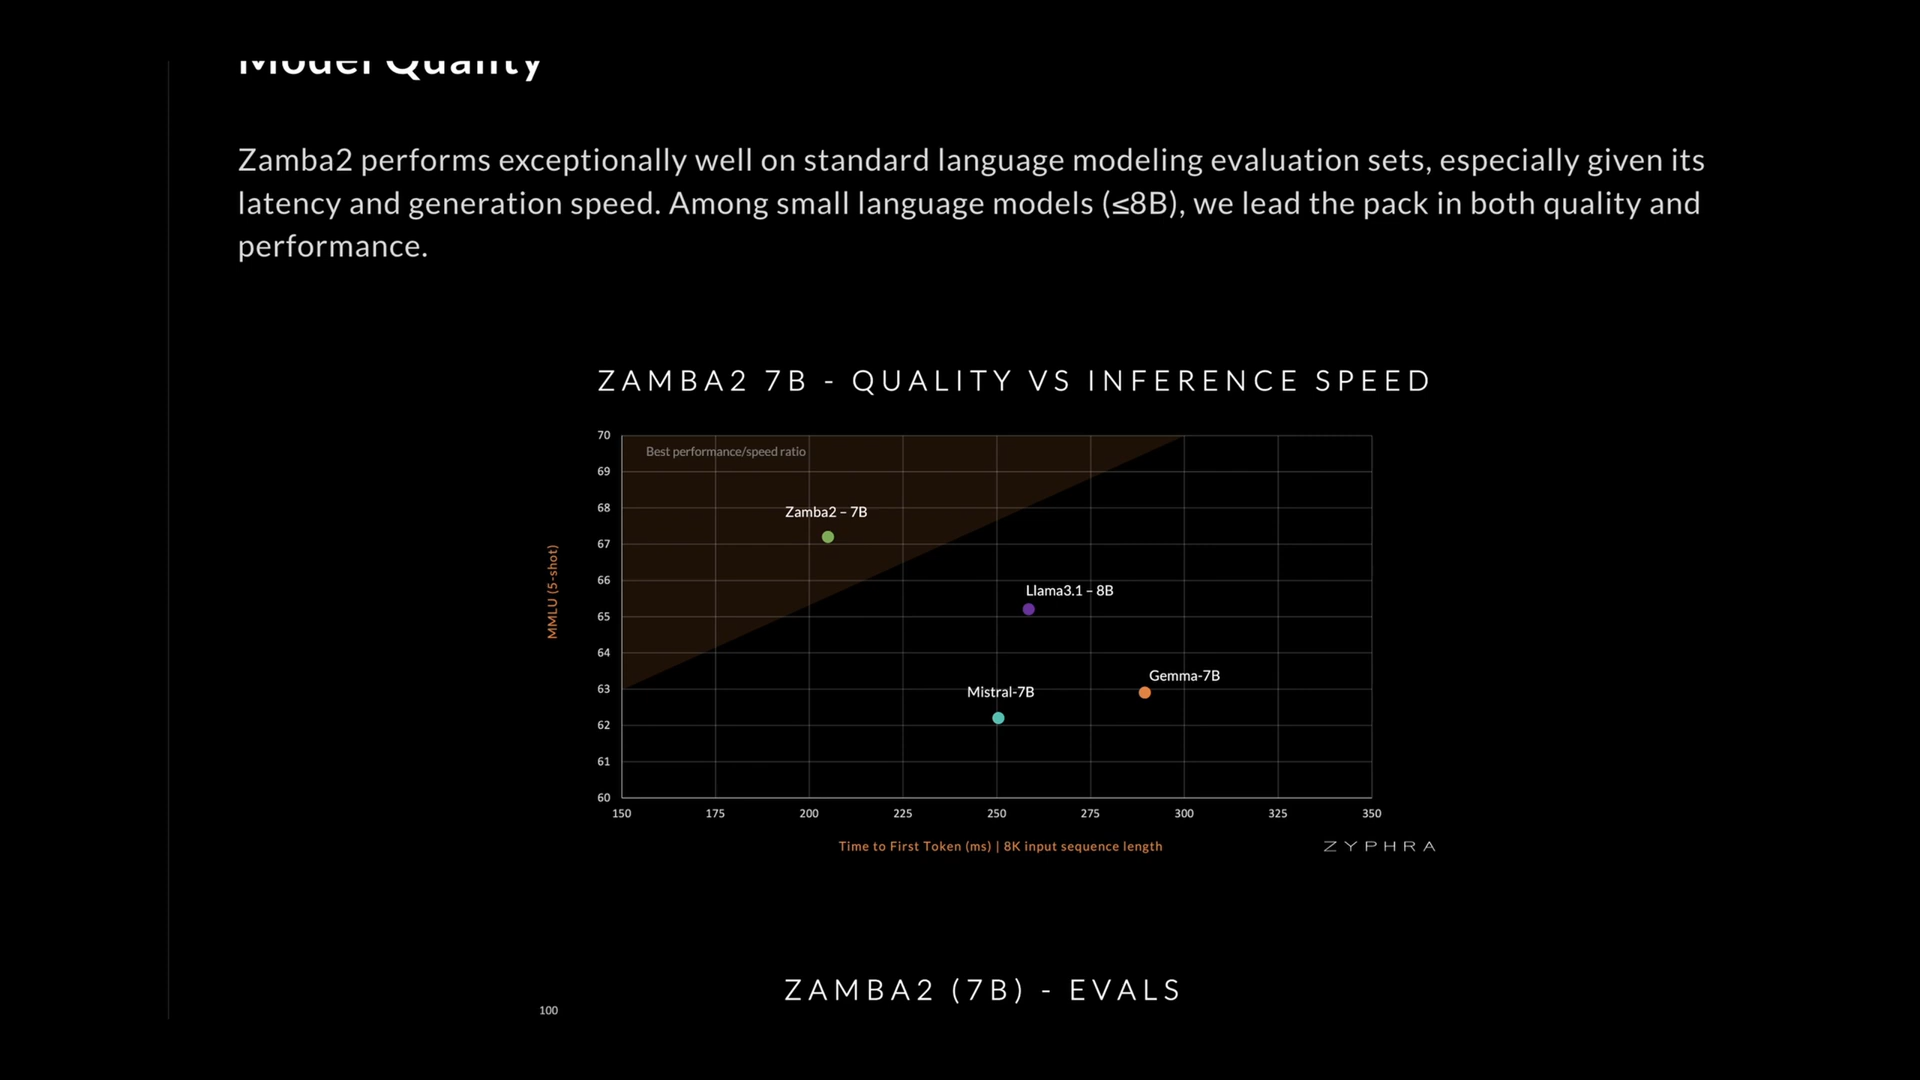 Model Quality
Zamba2 performs exceptionally well on standard language modeling evaluation sets, especially given its
latency and generation speed. Among small language models (≤8B), we lead the pack in both quality and
performance.
ZAMBA2 7B - QUALITY VS INFERENCE SPEED
70
Best performance/speed ratio
69
68
Zamba2 – 7B
67
66
Llama3.1 – 8B
65
64
Gemma-7B
63
Mistral-7B
62
61
60
MMLU (5-shot)
150 175 200 225 250 275 300 325 350
Time to First Token (ms) | 8K input sequence length
ZYPHRA
ZAMBA2 (7B) - EVALS
100